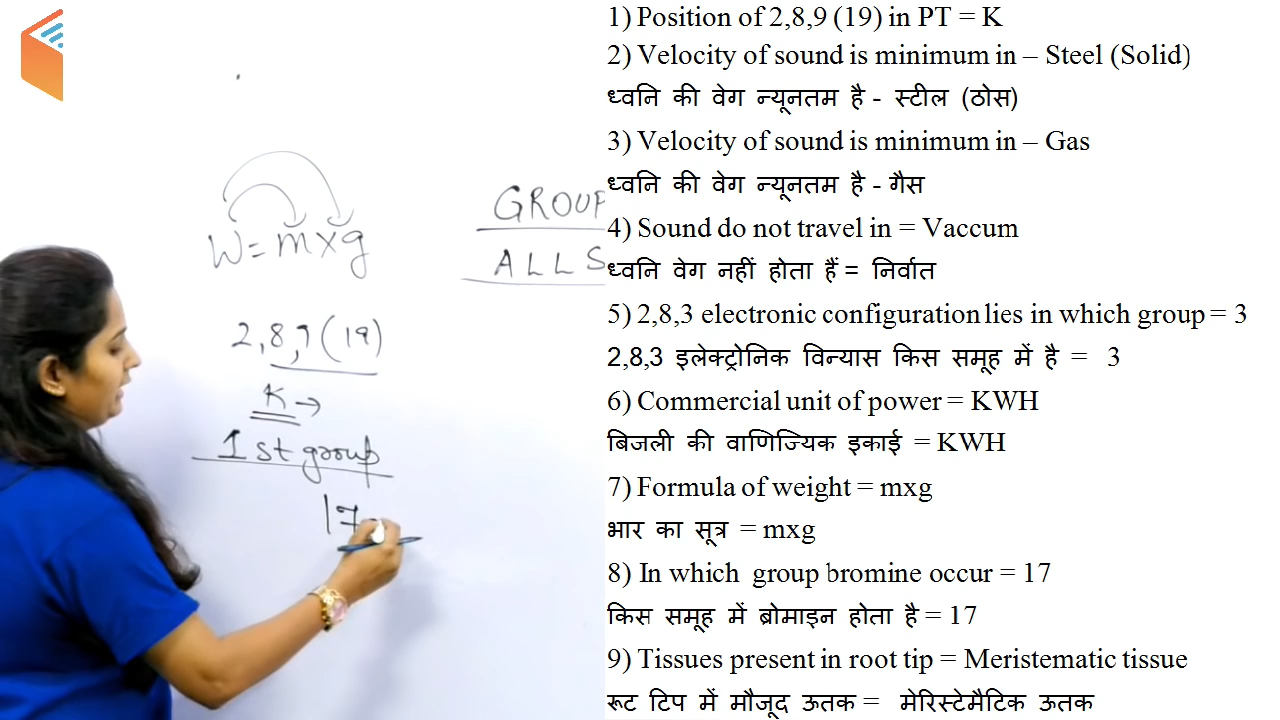 W=mxg
2,8,9(19)
K→
1st group
17
GROUP
ALLS
1) Position of 2,8,9 (19) in PT = K
2) Velocity of sound is minimum in – Steel (Solid)
ध्वनि की वेग न्यूनतम है - स्टील (ठोस)
3) Velocity of sound is minimum in – Gas
ध्वनि की वेग न्यूनतम है - गैस
4) Sound do not travel in = Vaccum
ध्वनि वेग नहीं होता हैं = निर्वात
5) 2,8,3 electronic configuration lies in which group = 3
2,8,3 इलेक्ट्रोनिक विन्यास किस समूह में है = 3
6) Commercial unit of power = KWH
बिजली की वाणिज्यिक इकाई = KWH
7) Formula of weight = mxg
भार का सूत्र = mxg
8) In which group bromine occur = 17
किस समूह में ब्रोमाइन होता है = 17
9) Tissues present in root tip = Meristematic tissue
रूट टिप में मौजूद ऊतक = मेरिस्टेमैटिक ऊतक